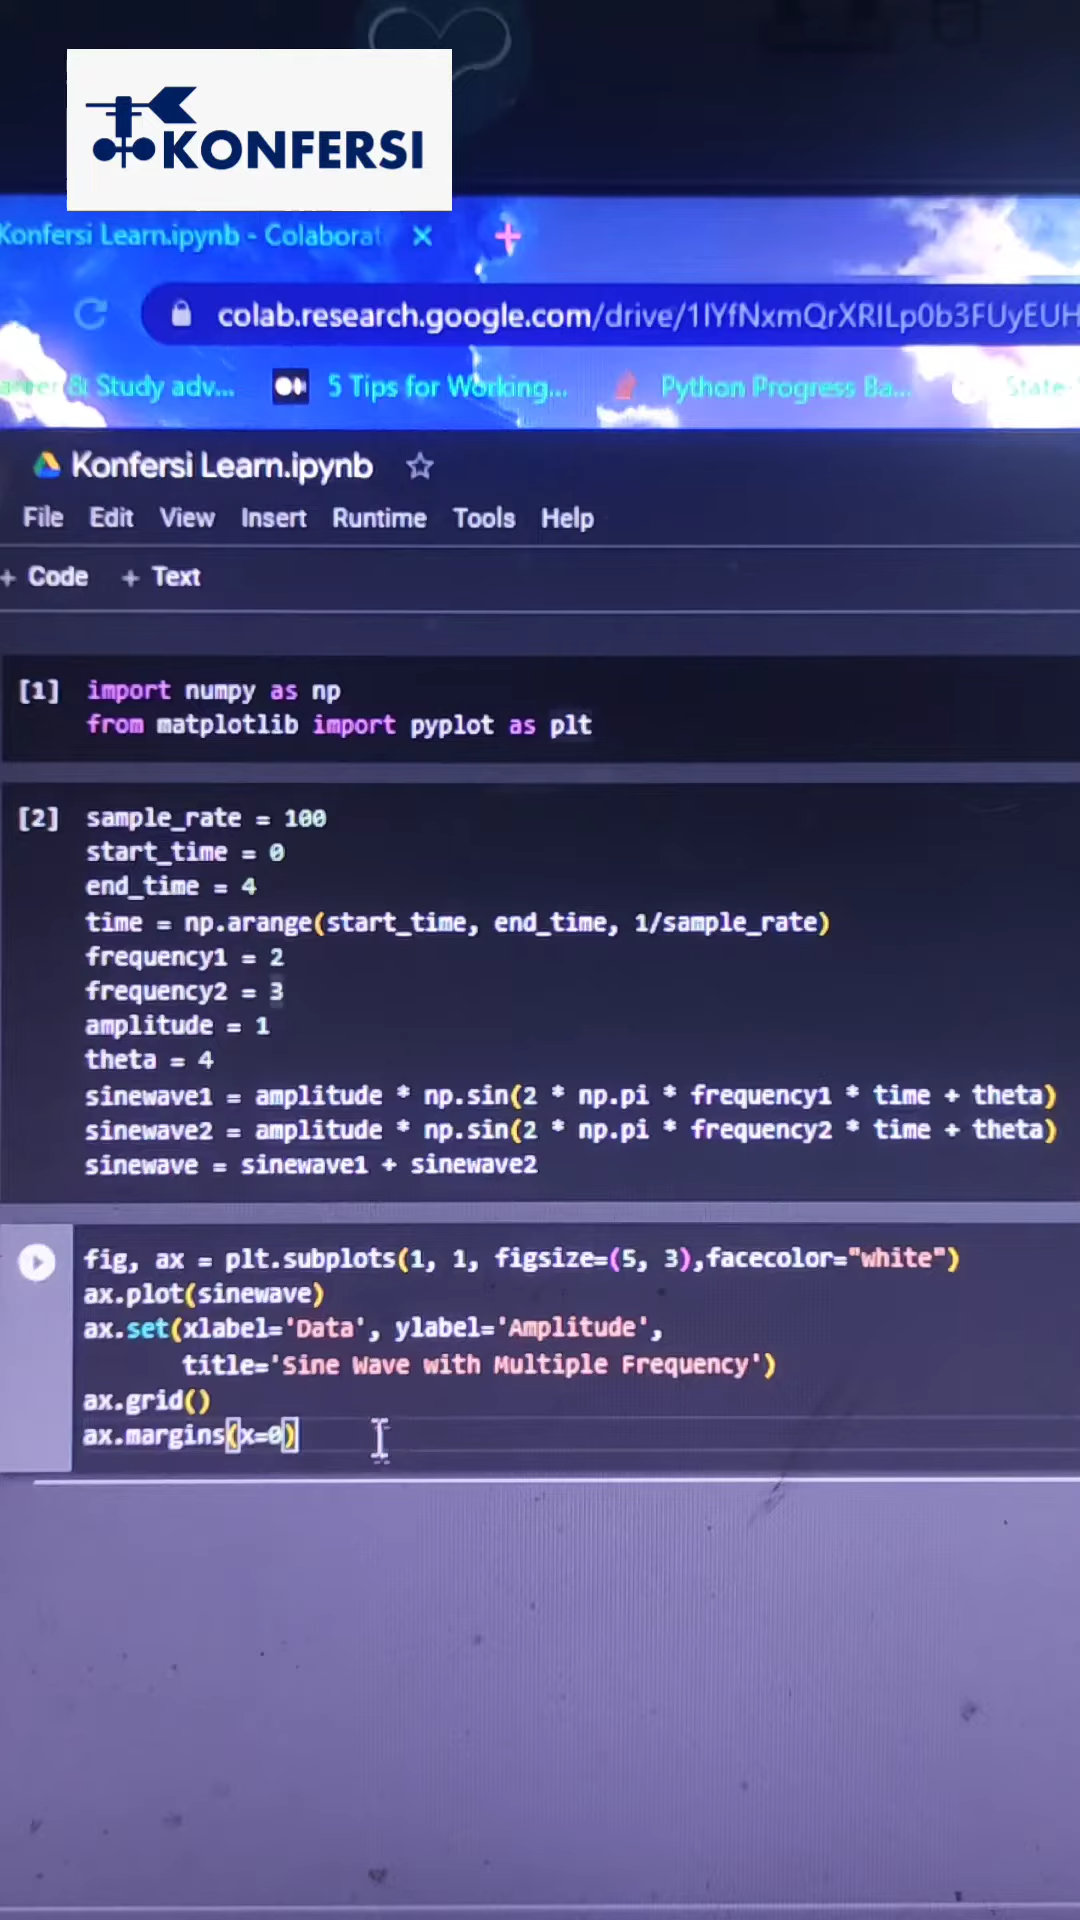 KONFERSI
Konfersi Learn.ipynb - Colaborat
colab.research.google.com/drive/1IYfNxmQrXRILp0b3FUyEUH
& Study adv... 5 Tips for Working... Python Progress Ba... State-
Konfersi Learn.ipynb
File Edit View Insert Runtime Tools Help
+ Code + Text
[1] import numpy as np
from matplotlib import pyplot as plt
[2] sample_rate = 100
start_time = 0
end_time = 4
time = np.arange(start_time, end_time, 1/sample_rate)
frequency1 = 2
frequency2 = 3
amplitude = 1
theta = 4
sinewave1 = amplitude * np.sin(2 * np.pi * frequency1 * time + theta)
sinewave2 = amplitude * np.sin(2 * np.pi * frequency2 * time + theta)
sinewave = sinewave1 + sinewave2
fig, ax = plt.subplots(1, 1, figsize=(5, 3),facecolor="white")
ax.plot(sinewave)
ax.set(xlabel='Data', ylabel='Amplitude',
title='Sine Wave with Multiple Frequency')
ax.grid()
ax.margins(x=0)